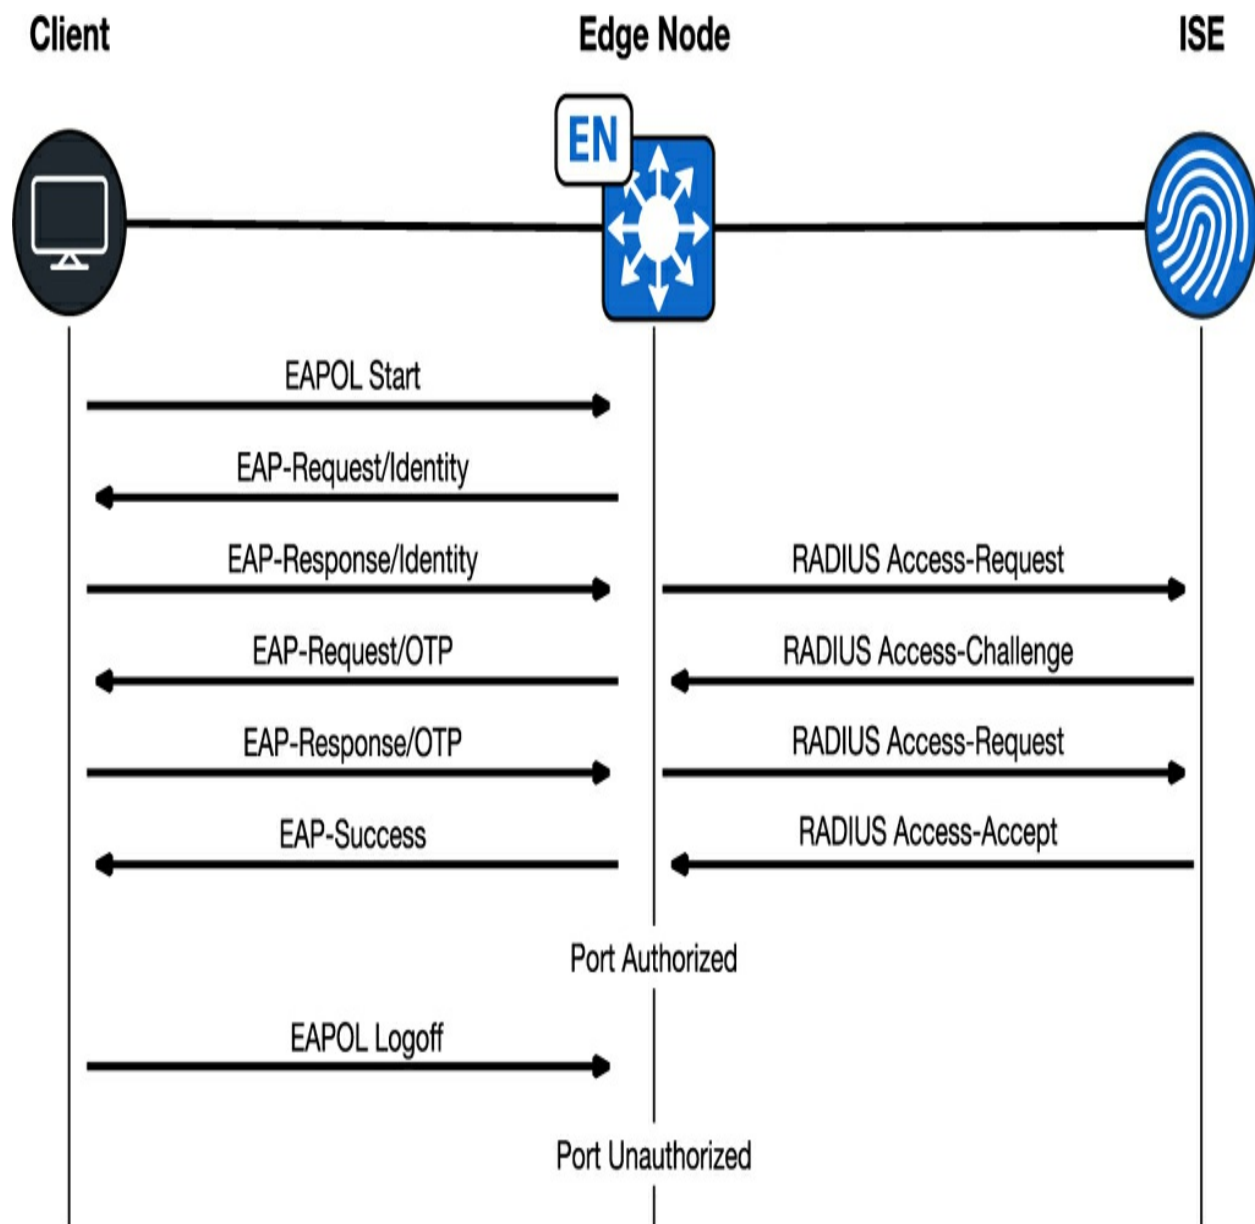 Client
Edge Node
ISE
EN
EAPOL Start
EAP-Request/Identity
EAP-Response/Identity
RADIUS Access-Request
EAP-Request/OTP
RADIUS Access-Challenge
EAP-Response/OTP
RADIUS Access-Request
EAP-Success
RADIUS Access-Accept
Port Authorized
EAPOL Logoff
Port Unauthorized